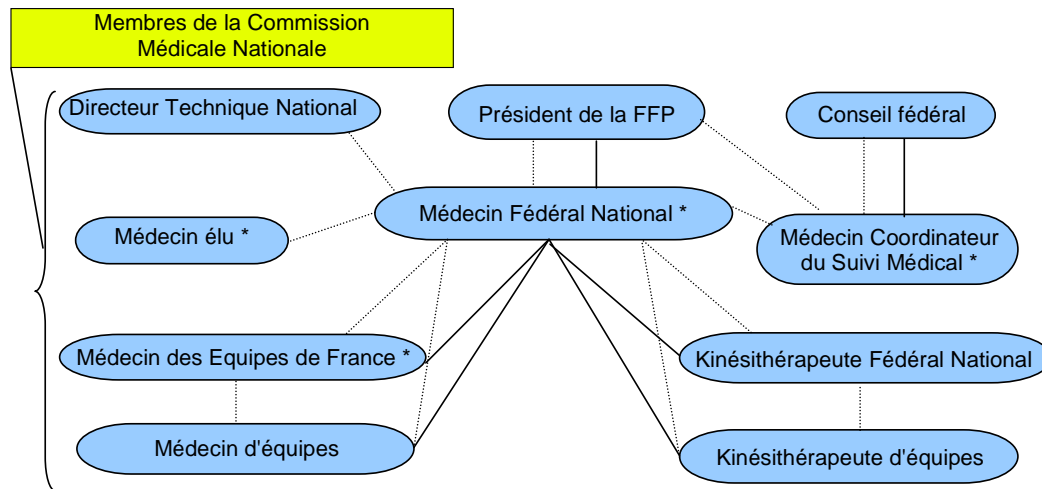 Membres de la Commission
Médicale Nationale
Directeur Technique National
Président de la FFP
Conseil fédéral
Médecin Fédéral National *
Médecin élu *
Médecin Coordinateur
du Suivi Médical *
Médecin des Equipes de France *
Kinésithérapeute Fédéral National
Médecin d'équipes
Kinésithérapeute d'équipes